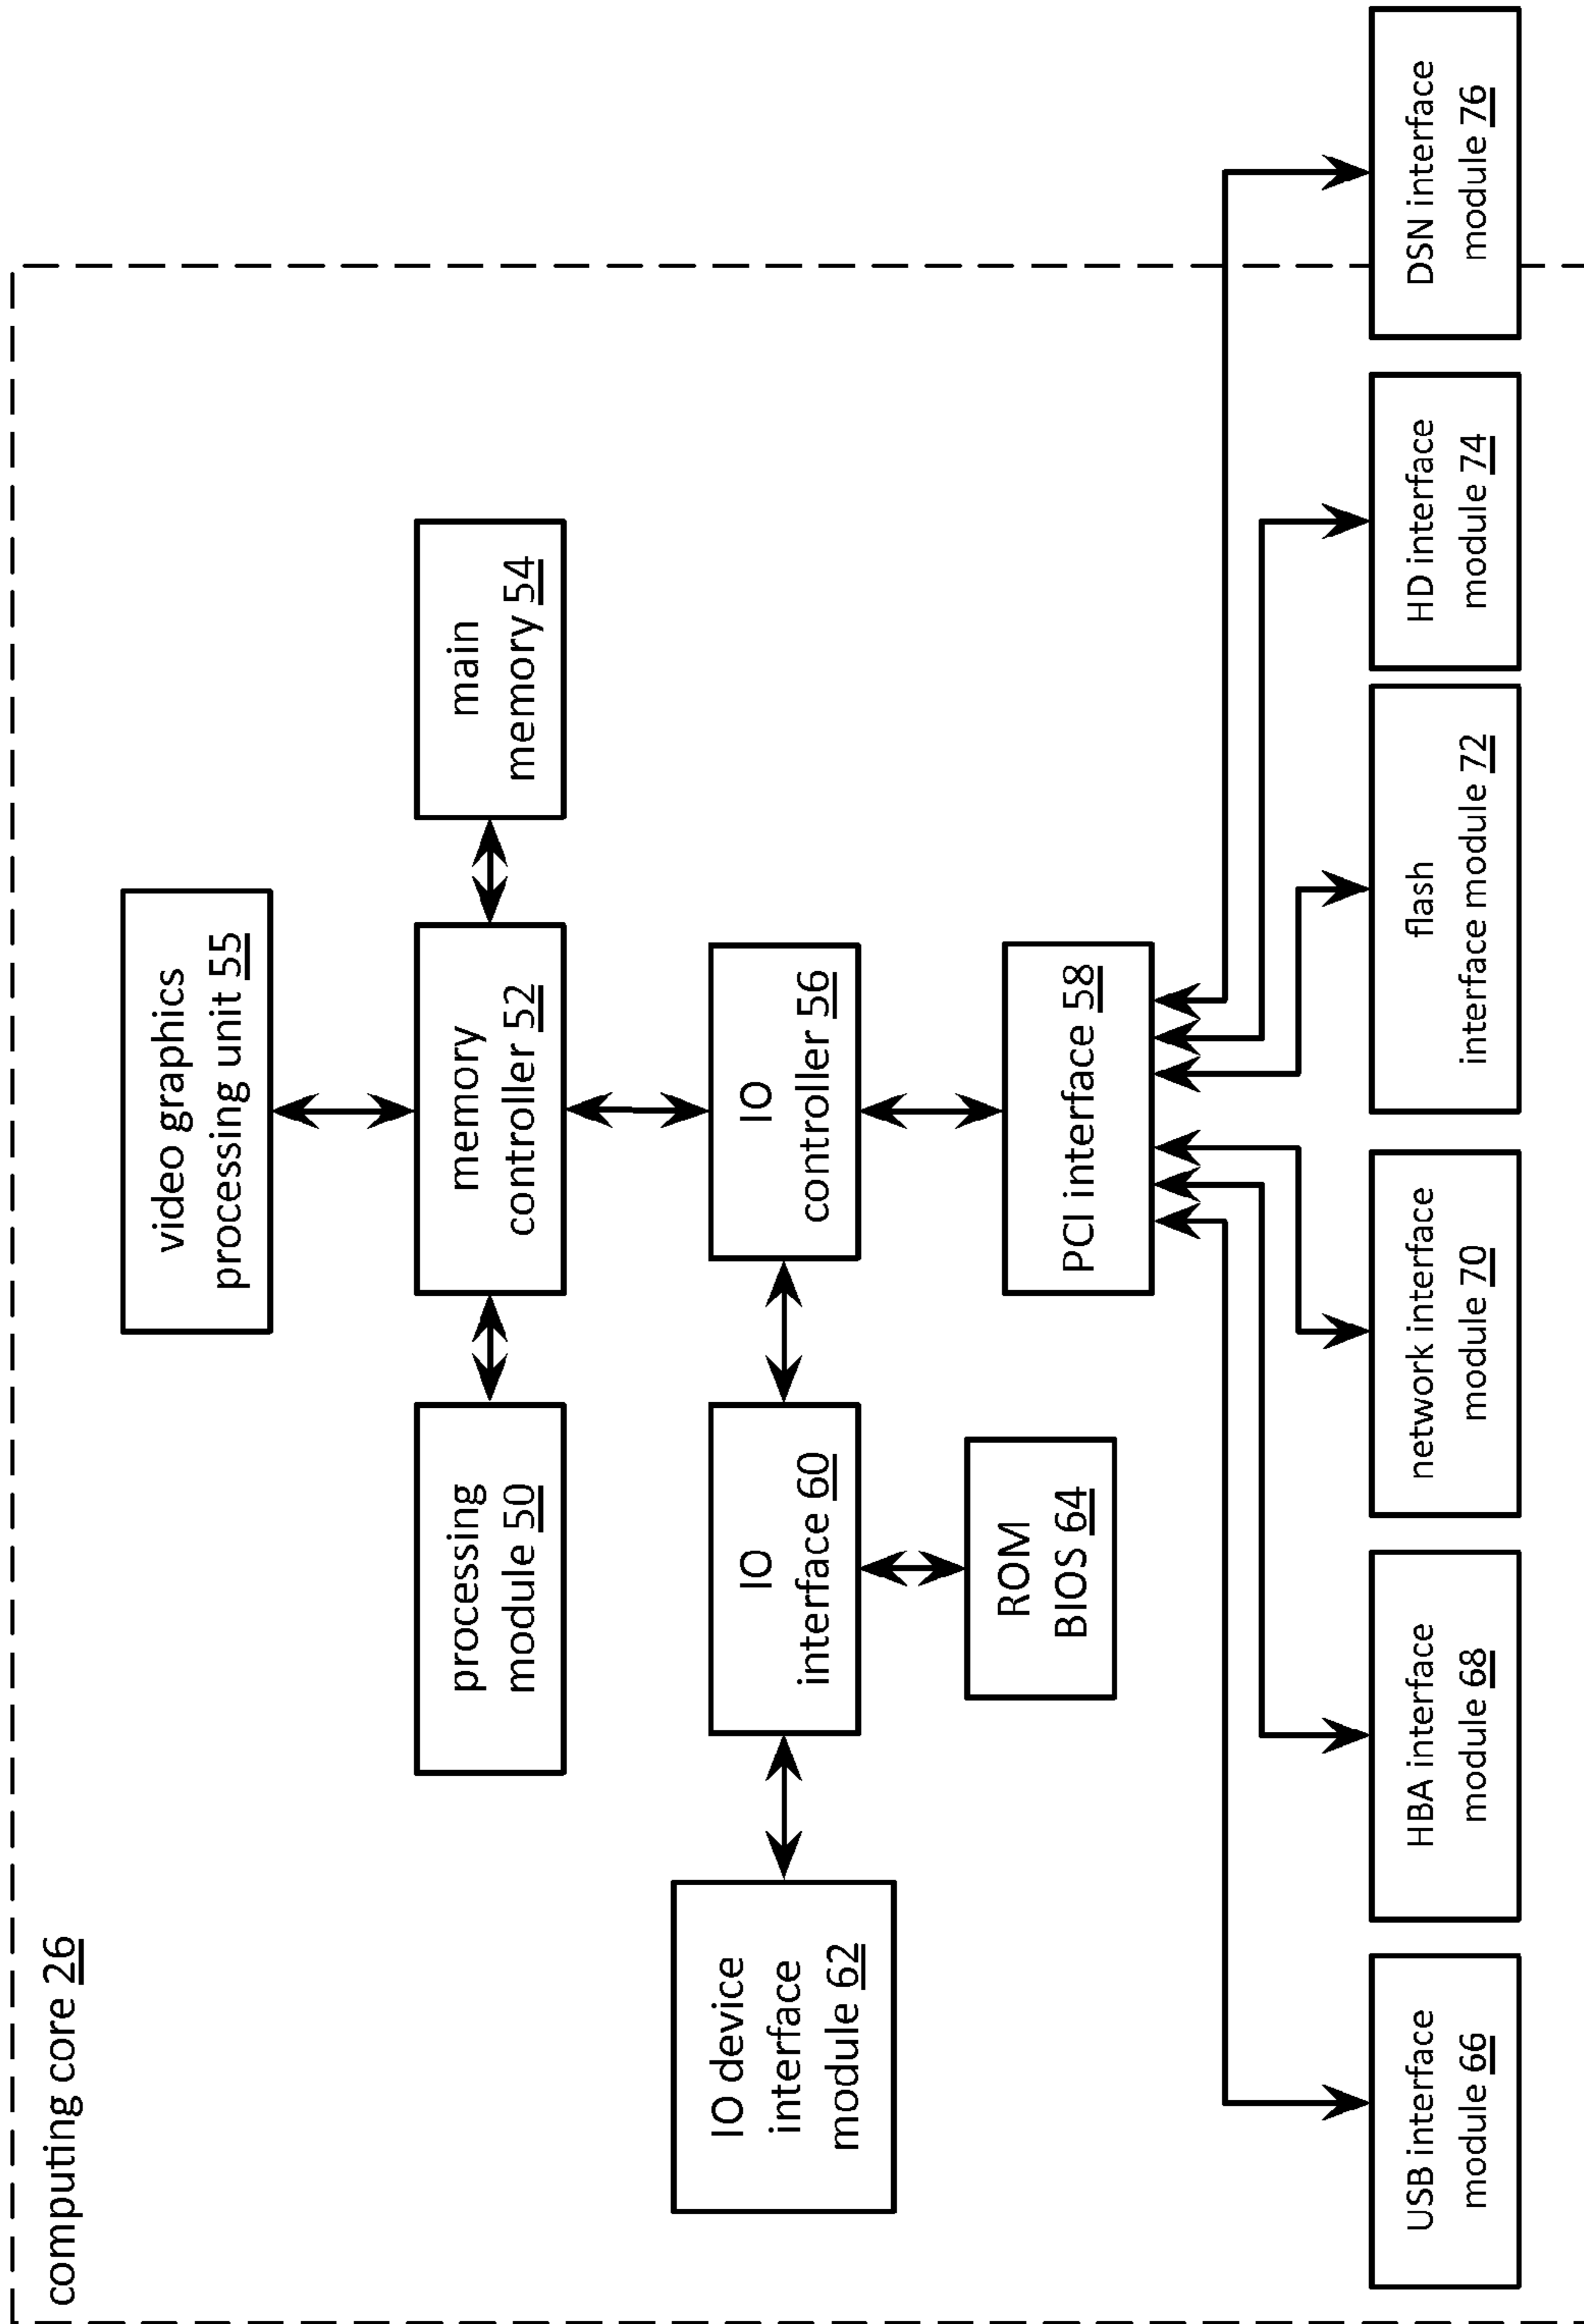 computing core 26
video graphics
processing unit 55
processing
module 50
memory
controller 52
main
memory 54
IO device
interface
module 62
IO
interface 60
IO
controller 56
ROM
BIOS 64
PCI interface 58
USB interface
module 66
HBA interface
module 68
network interface
module 70
flash
interface module 72
HD interface
module 74
DSN interface
module 76